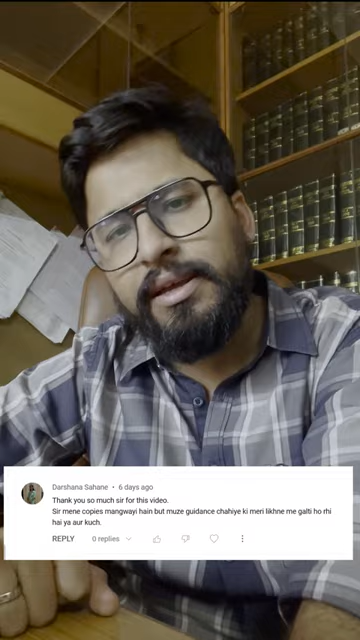 Darshana Sahane • 6 days ago
Thank you so much sir for this video.
Sir mene copies mangwayi hain but muze guidance chahiye ki meri likhne me galti ho rhi
hai ya aur kuch.
REPLY 0 replies